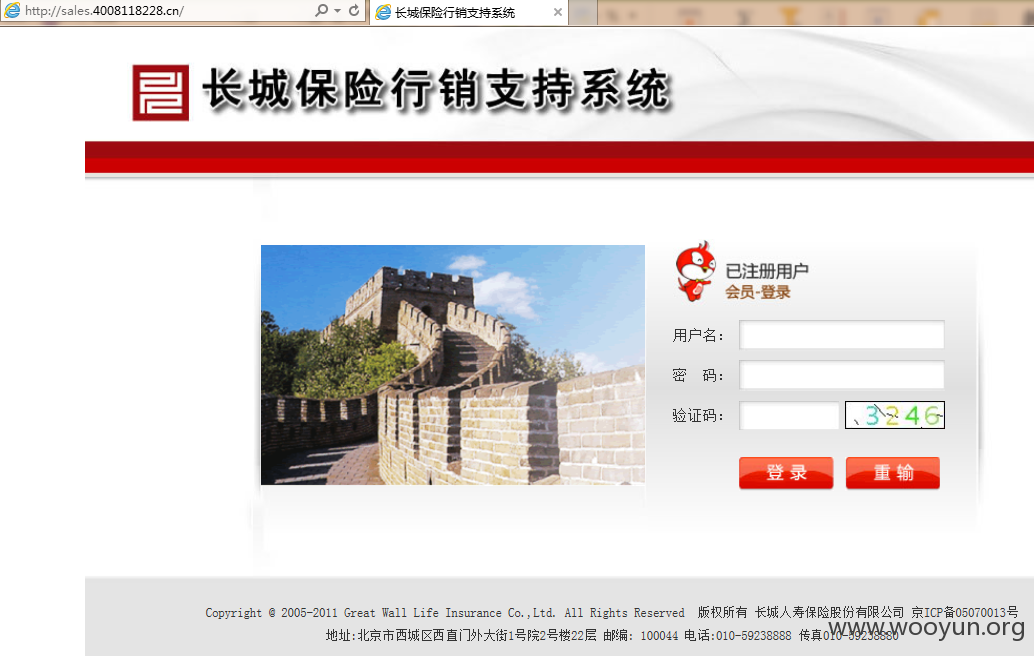 http://sales.4008118228.cn/
长城保险行销支持系统
长城保险行销支持系统
已注册用户
会员-登录
用户名：
密 码：
验证码： 3246
登 录 重 输
Copyright @ 2005-2011 Great Wall Life Insurance Co.,Ltd. All Rights Reserved 版权所有 长城人寿保险股份有限公司 京ICP备05070013号
地址:北京市西城区西直门外大街1号院2号楼22层 邮编: 100044 电话:010-59238888 传真010-59238880
www.wooyun.org